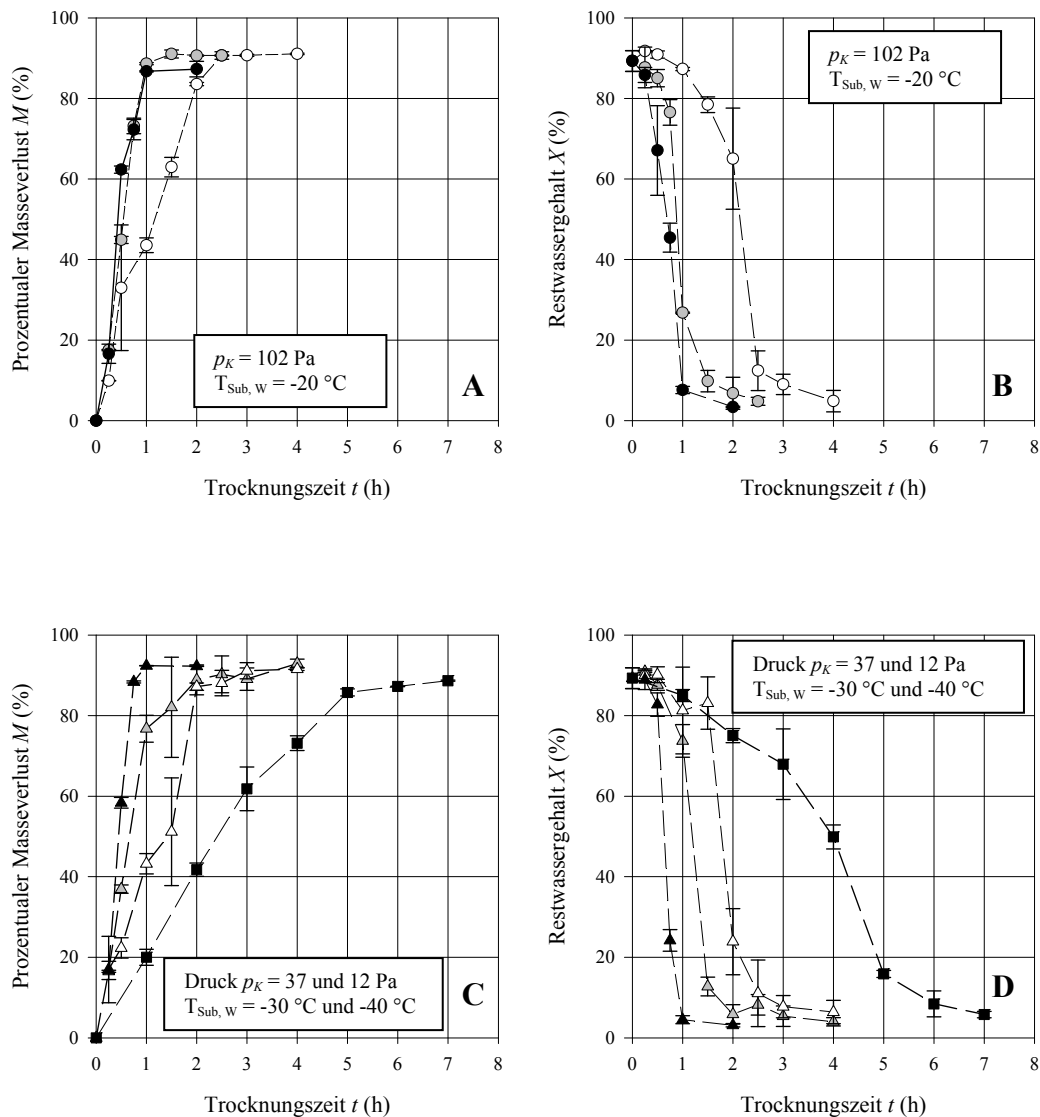 Prozentualer Masseverlust M (%)
100
80
60
40
20
0
0 1 2 3 4 5 6 7 8
Trocknungszeit t (h)
p_K = 102 Pa
T_Sub, W = -20 °C
A
Restwassergehalt X (%)
100
80
60
40
20
0
0 1 2 3 4 5 6 7 8
Trocknungszeit t (h)
p_K = 102 Pa
T_Sub, W = -20 °C
B
Prozentualer Masseverlust M (%)
100
80
60
40
20
0
0 1 2 3 4 5 6 7 8
Trocknungszeit t (h)
Druck p_K = 37 und 12 Pa
T_Sub, W = -30 °C und -40 °C
C
Restwassergehalt X (%)
100
80
60
40
20
0
0 1 2 3 4 5 6 7 8
Trocknungszeit t (h)
Druck p_K = 37 und 12 Pa
T_Sub, W = -30 °C und -40 °C
D